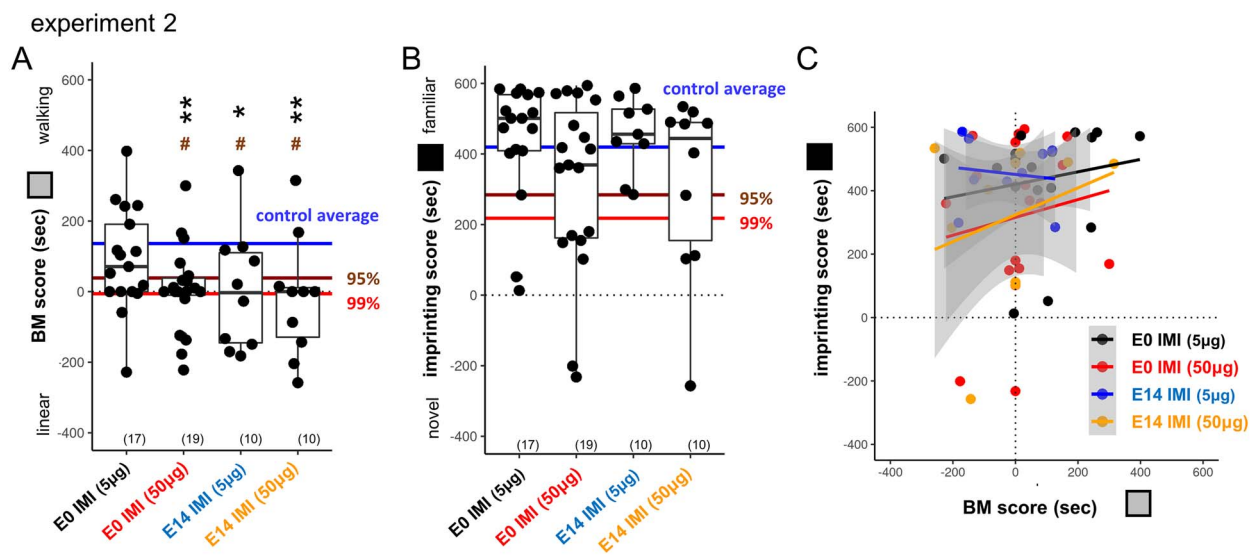 experiment 2
A
BM score (sec)
walking
linear
600
400
200
0
-200
-400
**
*
**
#
#
#
control average
95%
99%
(17)
(19)
(10)
(10)
E0 IMI (5μg)
E0 IMI (50μg)
E14 IMI (5μg)
E14 IMI (50μg)
B
imprinting score (sec)
familiar
novel
600
400
200
0
-200
-400
control average
95%
99%
(17)
(19)
(10)
(10)
E0 IMI (5μg)
E0 IMI (50μg)
E14 IMI (5μg)
E14 IMI (50μg)
C
imprinting score (sec)
600
400
200
0
-200
-400
E0 IMI (5μg)
E0 IMI (50μg)
E14 IMI (5μg)
E14 IMI (50μg)
-400
-200
0
200
400
600
BM score (sec)